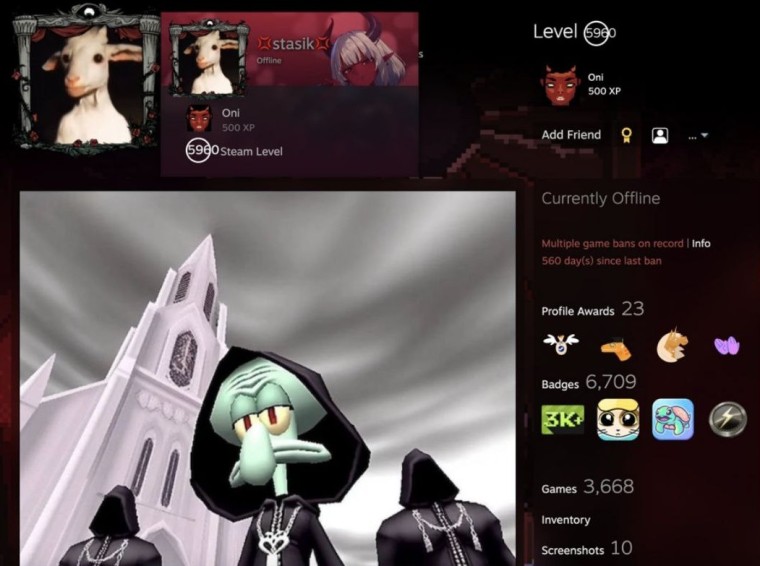 💢stasik💢
Offline
s
Oni
500 XP
5960 Steam Level
Level 5960
Oni
500 XP
Add Friend
...
Currently Offline
Multiple game bans on record | Info
560 day(s) since last ban
Profile Awards 23
Badges 6,709
3K+
Games 3,668
Inventory
Screenshots 10